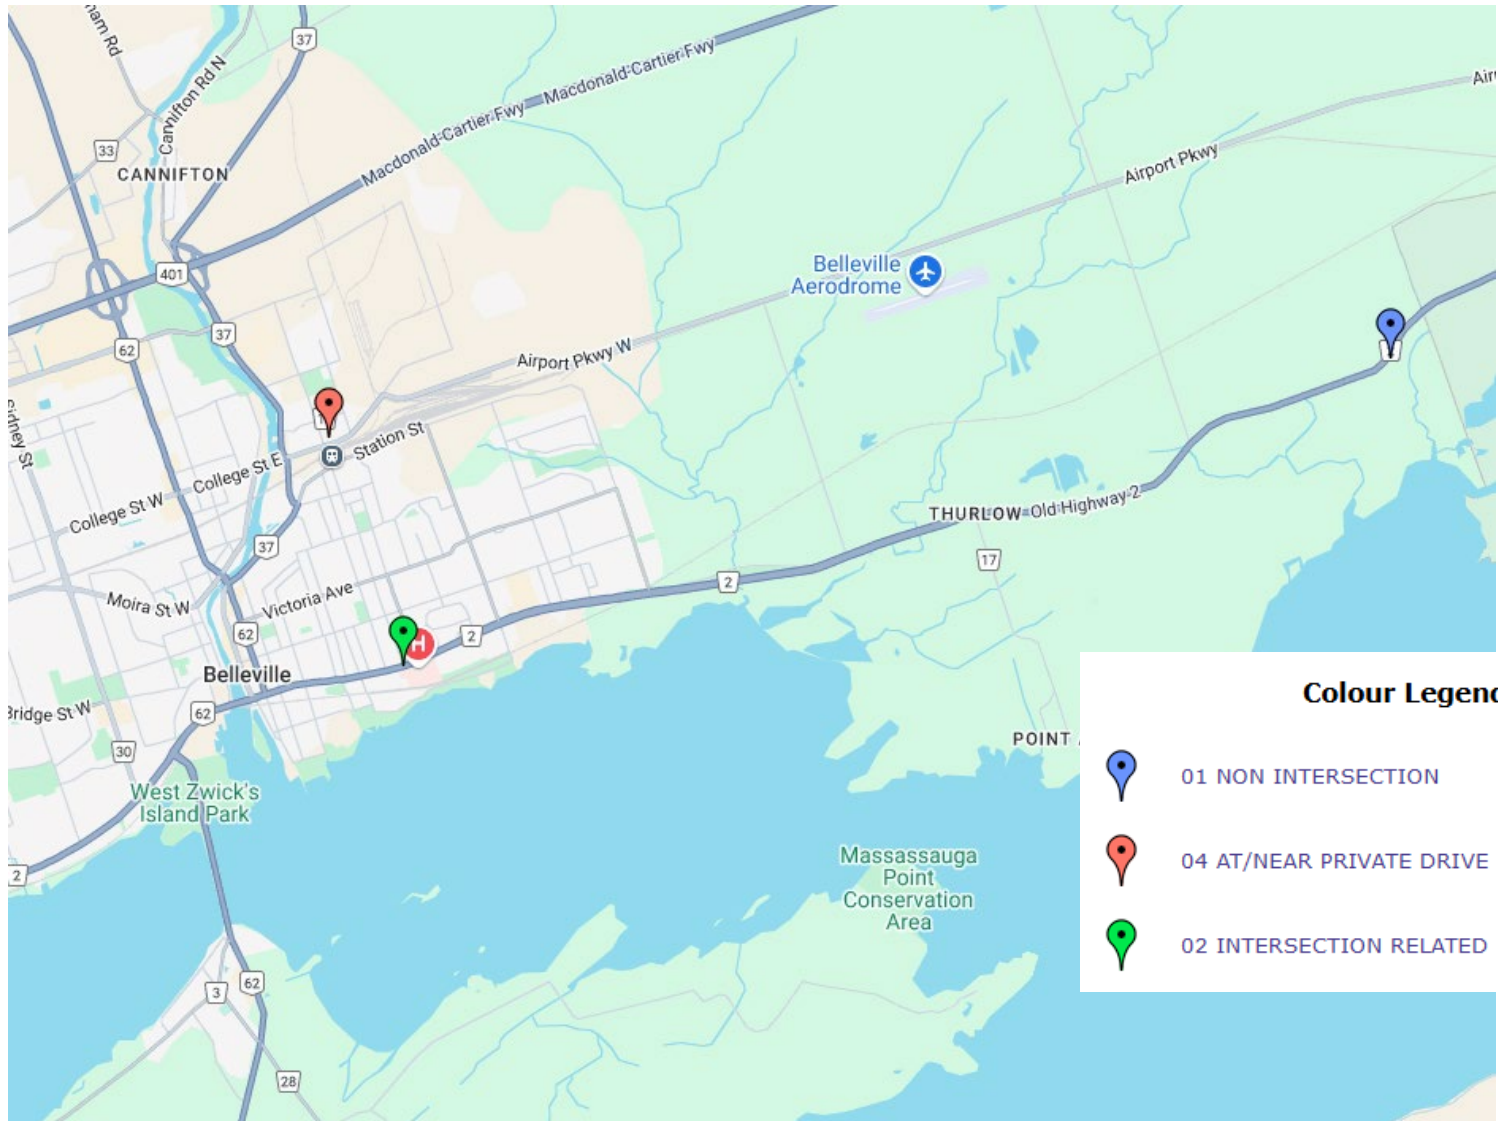 37
Cannifton Rd N
33
CANNIFTON
Macdonald-Cartier Fwy
Macdonald-Cartier Fwy
Airport Pkwy
401
37
62
Belleville
Aerodrome
Airport Pkwy W
Sidney St
Station St
College St E
College St W
37
THURLOW
Old Highway 2
17
2
Moira St W
Victoria Ave
62
H
2
Belleville
62
Bridge St W
30
West Zwick's
Island Park
POINT
Massassauga
Point
Conservation
Area
2
3
62
28
Colour Legend
01 NON INTERSECTION
04 AT/NEAR PRIVATE DRIVE
02 INTERSECTION RELATED